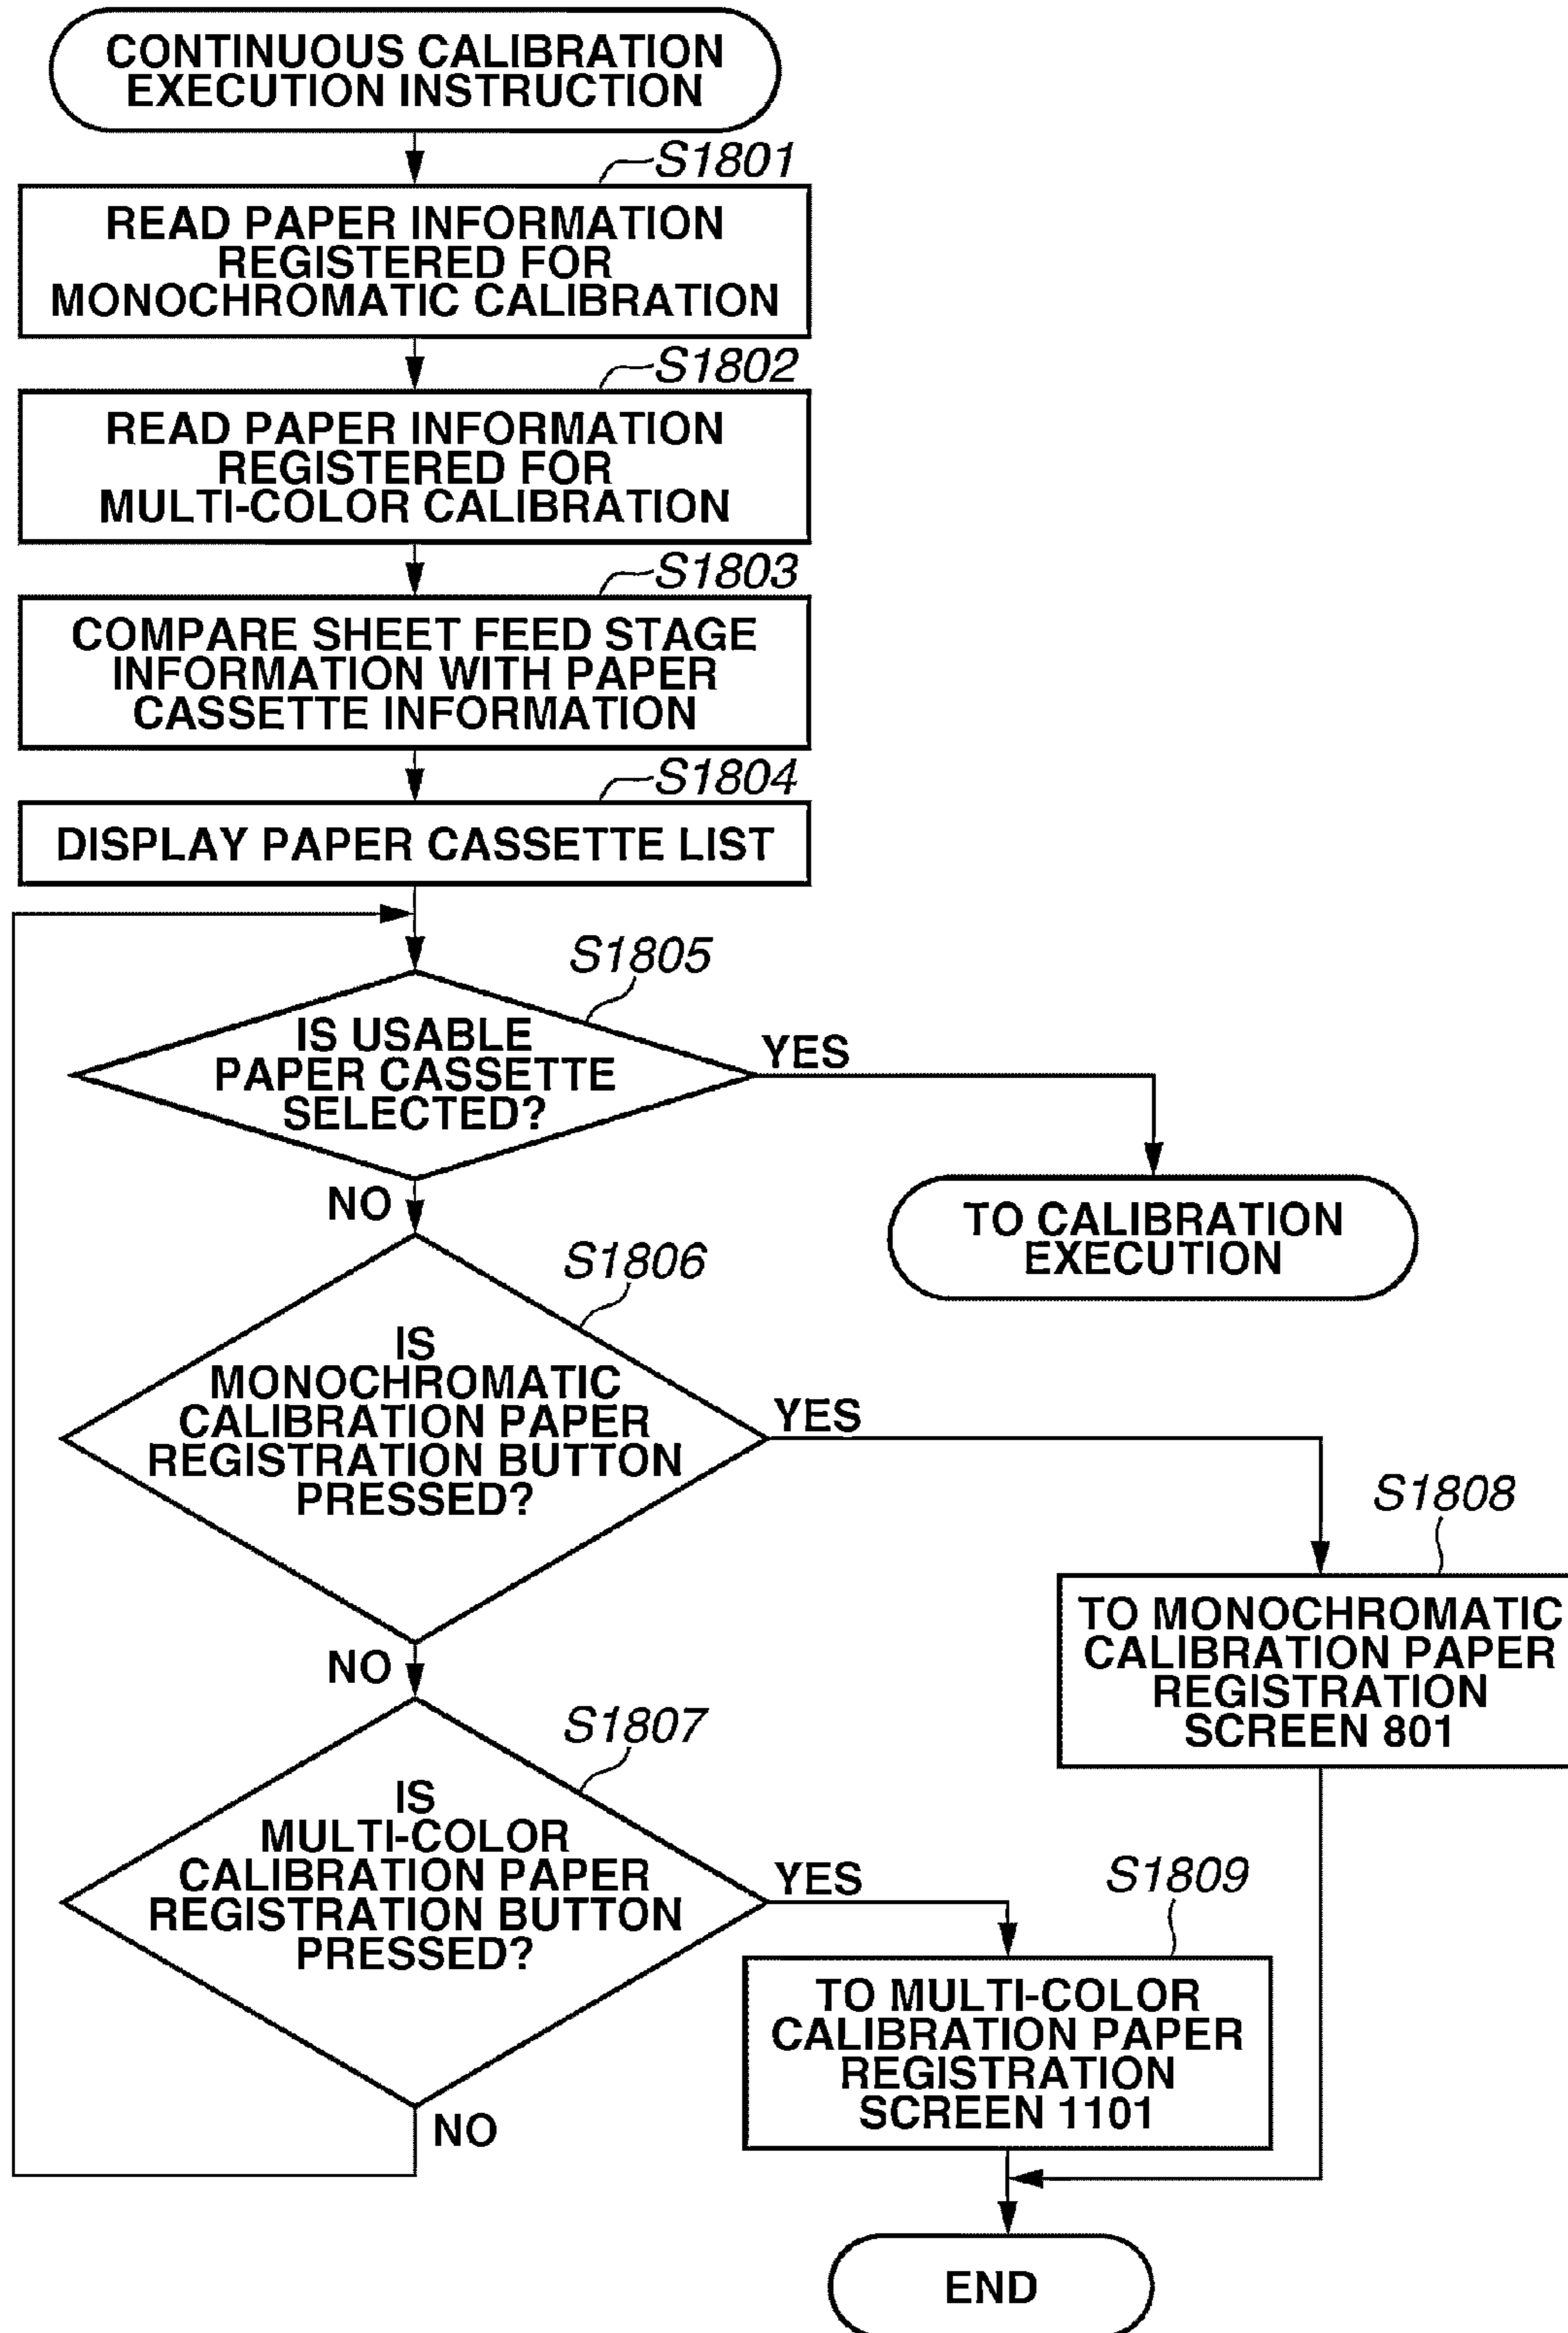 CONTINUOUS CALIBRATION
EXECUTION INSTRUCTION
S1801
READ PAPER INFORMATION
REGISTERED FOR
MONOCHROMATIC CALIBRATION
S1802
READ PAPER INFORMATION
REGISTERED FOR
MULTI-COLOR CALIBRATION
S1803
COMPARE SHEET FEED STAGE
INFORMATION WITH PAPER
CASSETTE INFORMATION
S1804
DISPLAY PAPER CASSETTE LIST
S1805
IS USABLE
PAPER CASSETTE
SELECTED?
YES
NO
TO CALIBRATION
EXECUTION
S1806
IS
MONOCHROMATIC
CALIBRATION PAPER
REGISTRATION BUTTON
PRESSED?
YES
NO
S1808
TO MONOCHROMATIC
CALIBRATION PAPER
REGISTRATION
SCREEN 801
S1807
IS
MULTI-COLOR
CALIBRATION PAPER
REGISTRATION BUTTON
PRESSED?
YES
NO
S1809
TO MULTI-COLOR
CALIBRATION PAPER
REGISTRATION
SCREEN 1101
END